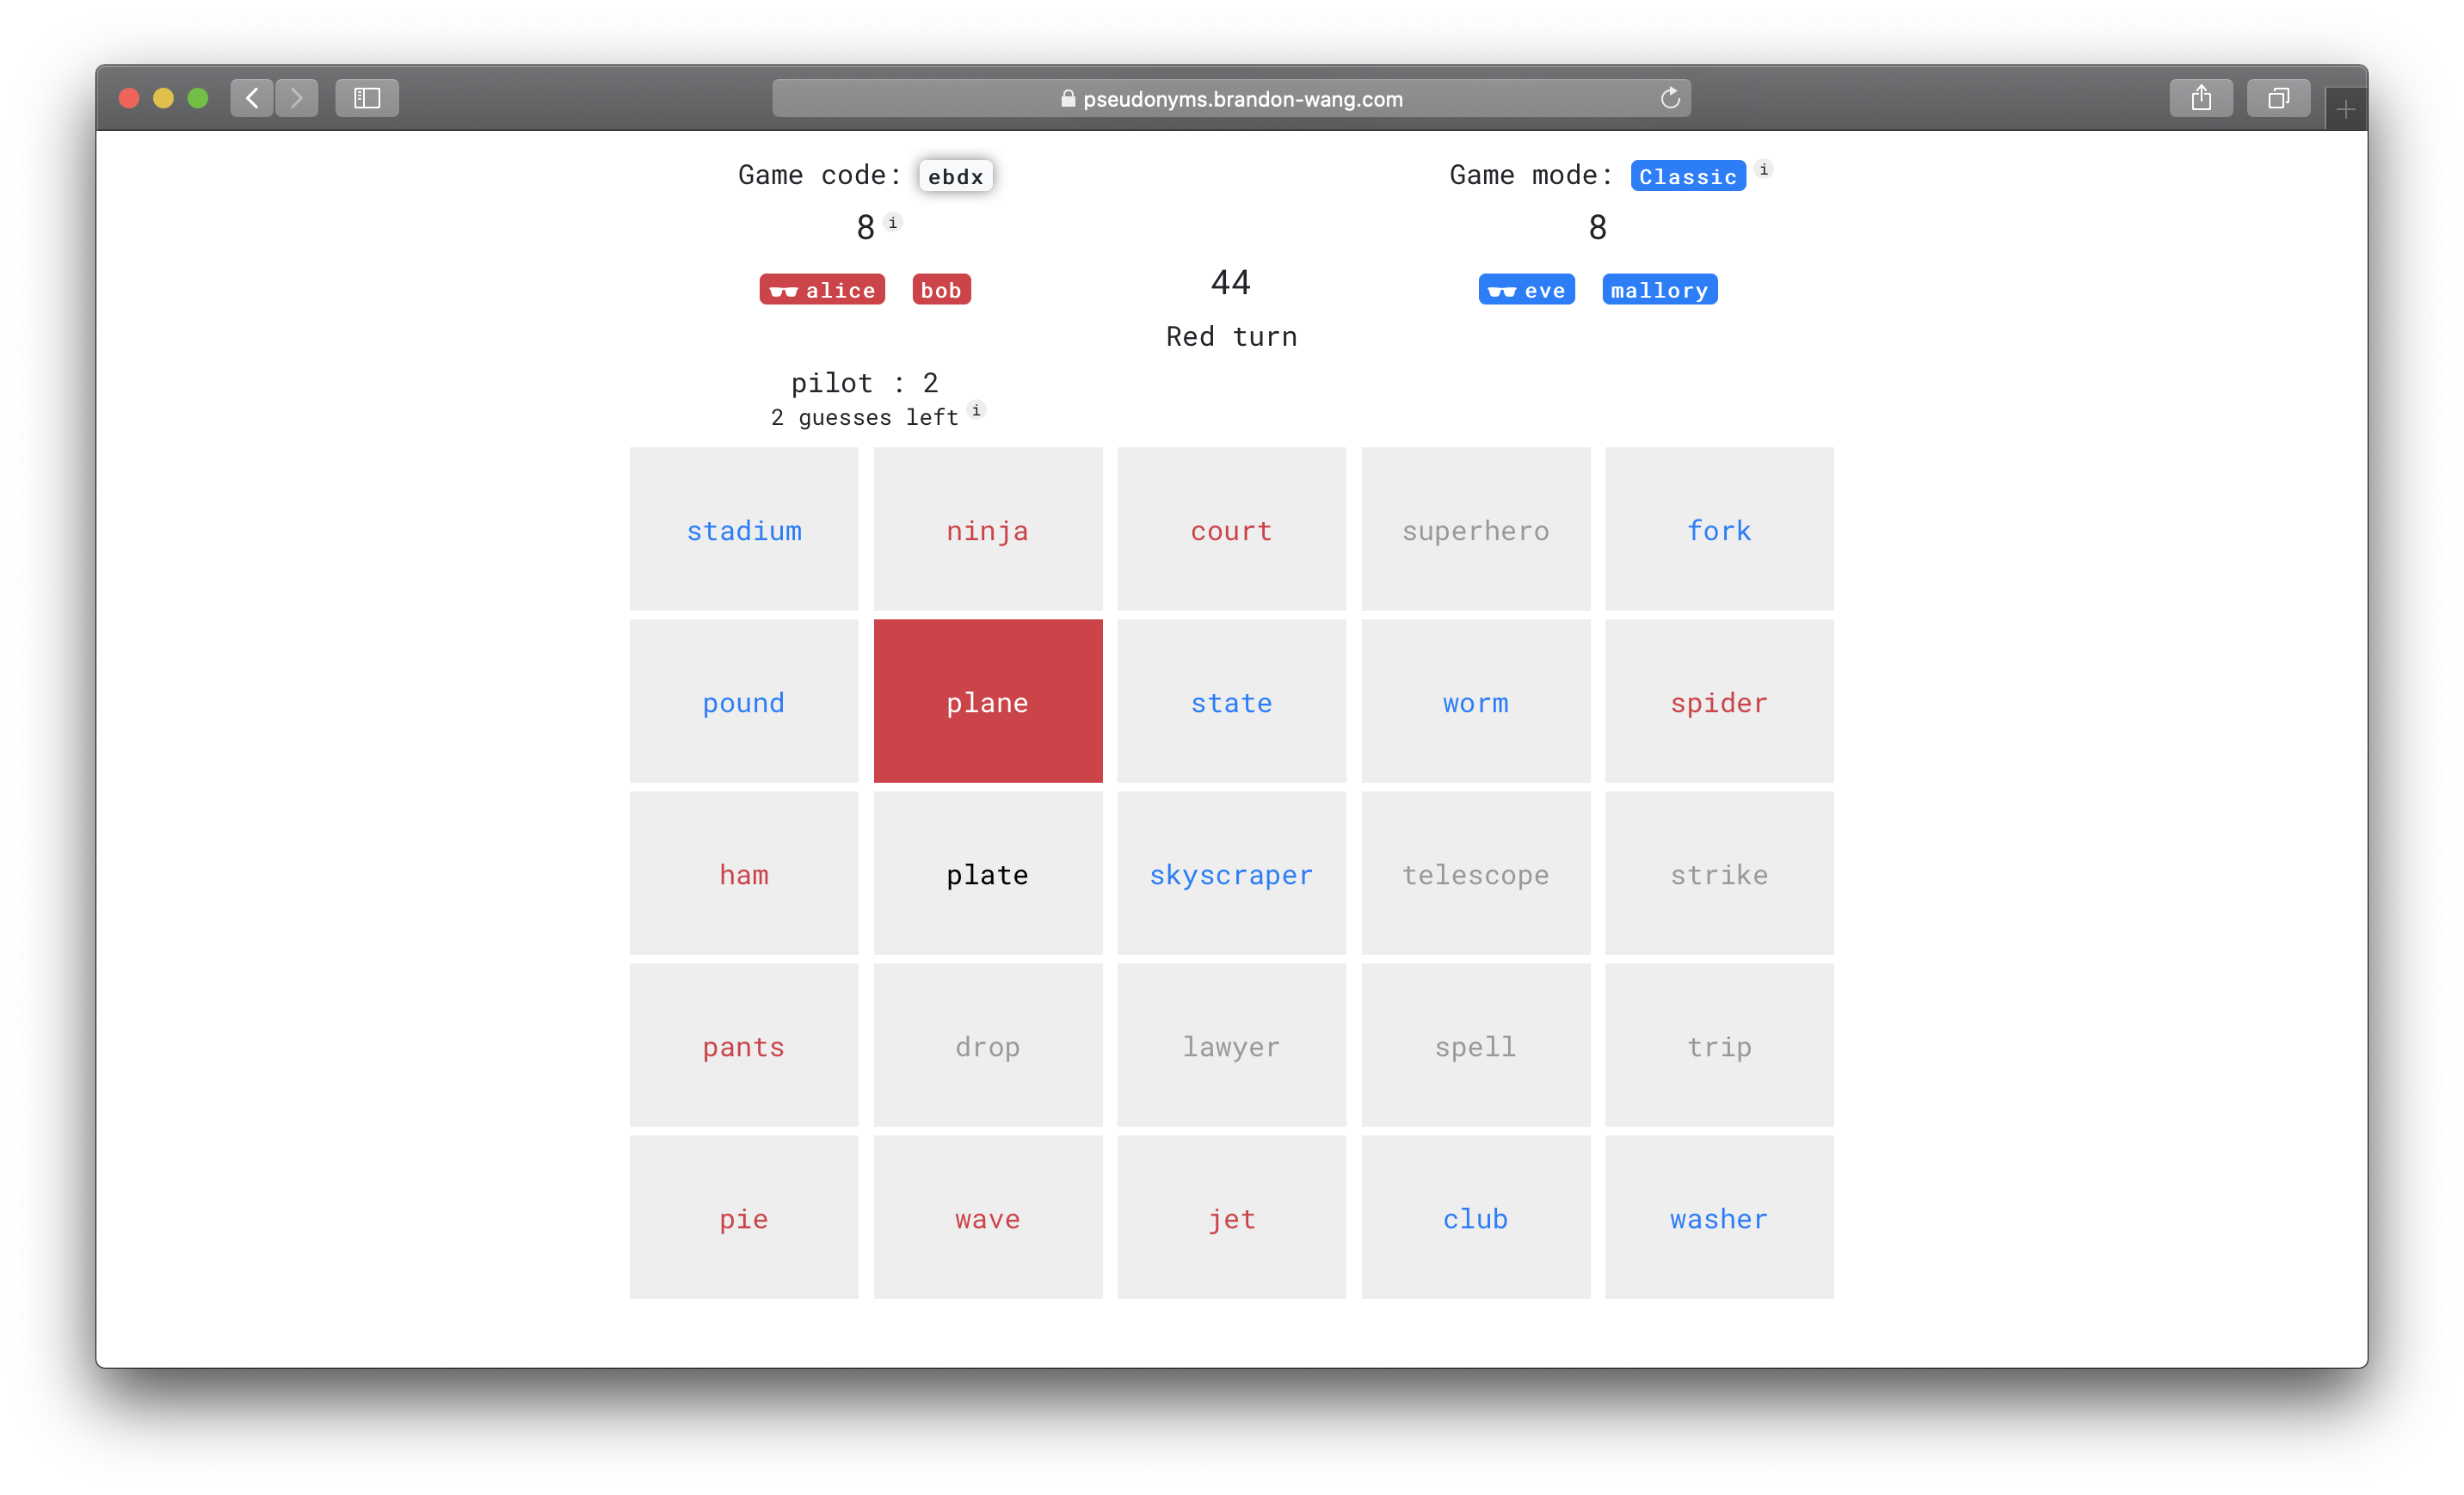 pseudonyms.brandon-wang.com
Game code: ebdx
Game mode: Classic i
8 i
8
alice bob
44
eve mallory
Red turn
pilot : 2
2 guesses left i
stadium ninja court superhero fork
pound plane state worm spider
ham plate skyscraper telescope strike
pants drop lawyer spell trip
pie wave jet club washer